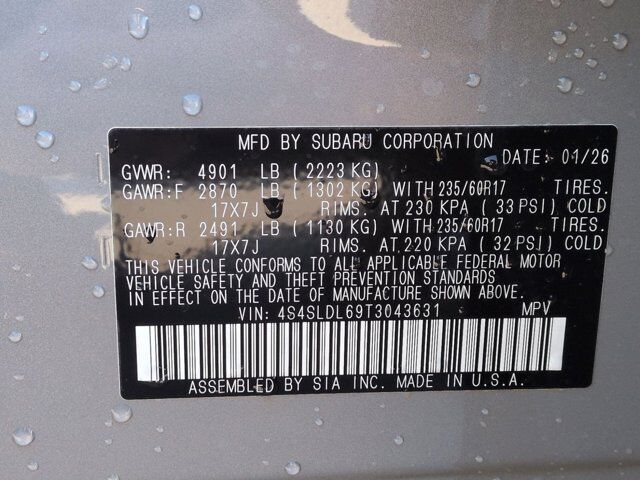 MFD BY SUBARU CORPORATION
DATE: 01/26
GVWR: 4901 LB ( 2223 KG)
GAWR:F 2870 LB ( 1302 KG) WITH 235/60R17 TIRES.
17X7J RIMS. AT 230 KPA ( 33 PSI) COLD
GAWR:R 2491 LB ( 1130 KG) WITH 235/60R17 TIRES.
17X7J RIMS. AT 220 KPA ( 32 PSI) COLD.
THIS VEHICLE CONFORMS TO ALL APPLICABLE FEDERAL MOTOR
VEHICLE SAFETY AND THEFT PREVENTION STANDARDS
IN EFFECT ON THE DATE OF MANUFACTURE SHOWN ABOVE.
VIN: 4S4SLDL69T3043631 MPV
ASSEMBLED BY SIA INC. MADE IN U.S.A.